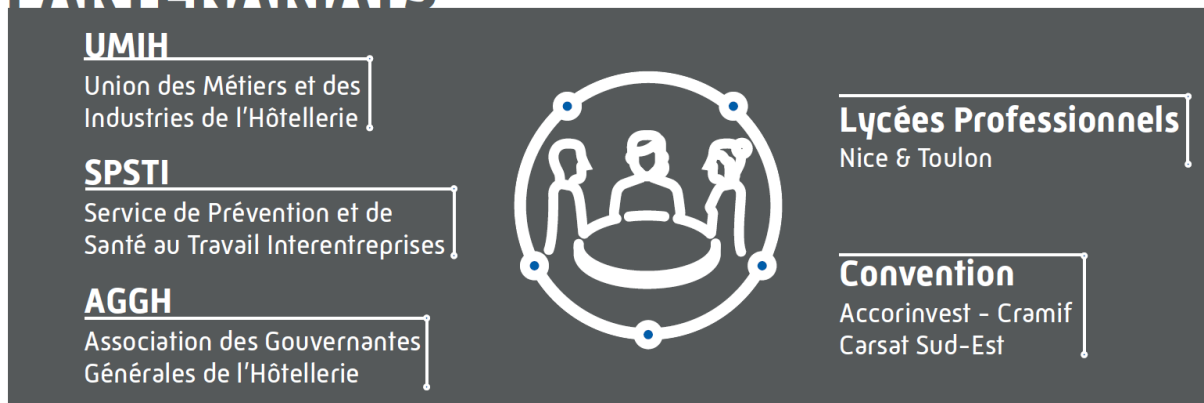 UMIH
Union des Métiers et des
Industries de l'Hôtellerie
SPSTI
Service de Prévention et de
Santé au Travail Interentreprises
AGGH
Association des Gouvernantes
Générales de l'Hôtellerie
Lycées Professionnels
Nice & Toulon
Convention
Accorinvest - Cramif
Carsat Sud-Est